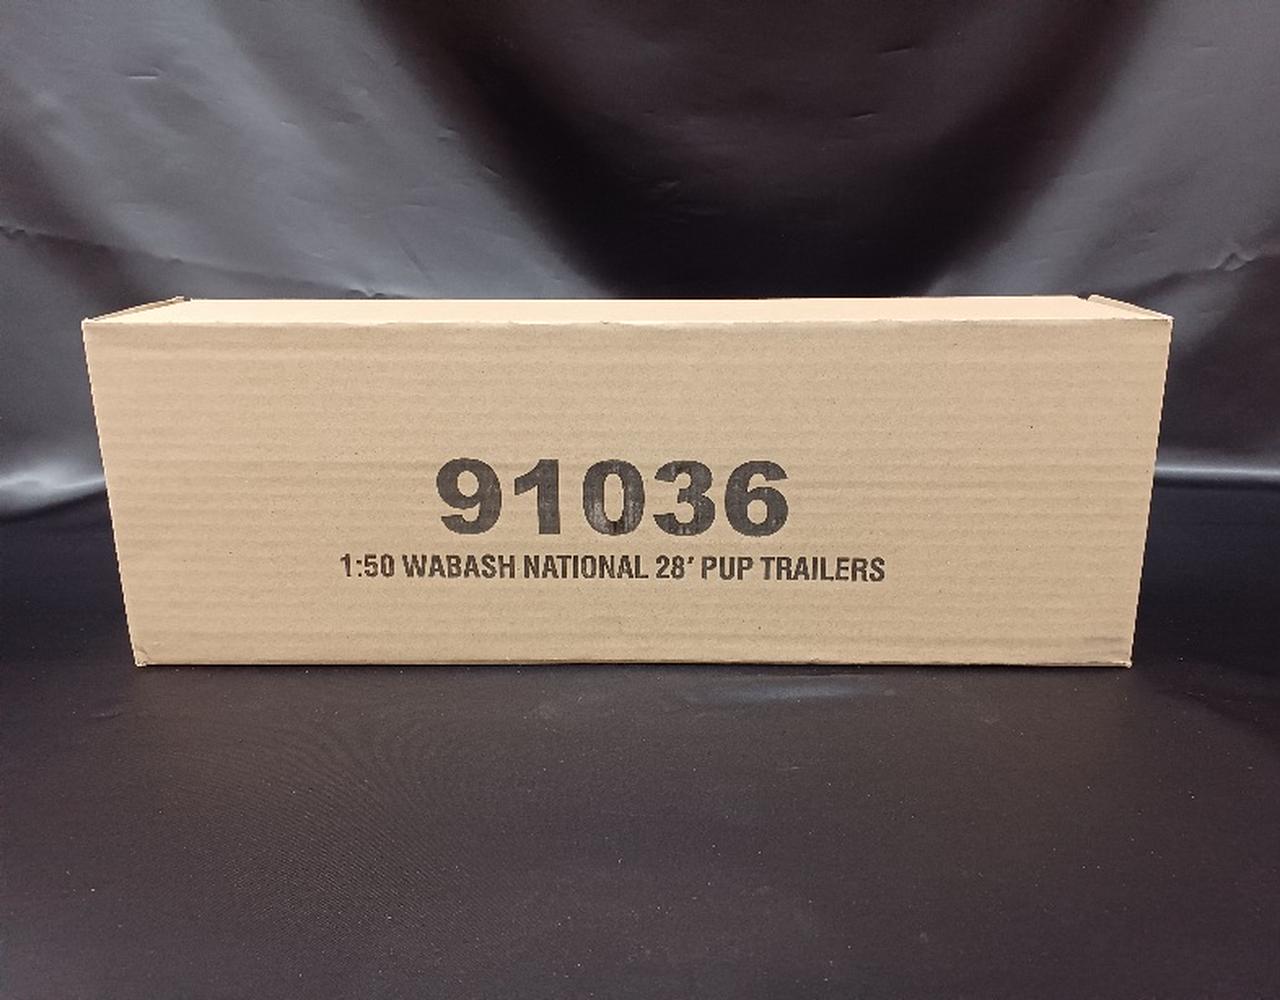 91036
1:50 WABASH NATIONAL 28' PUP TRAILERS